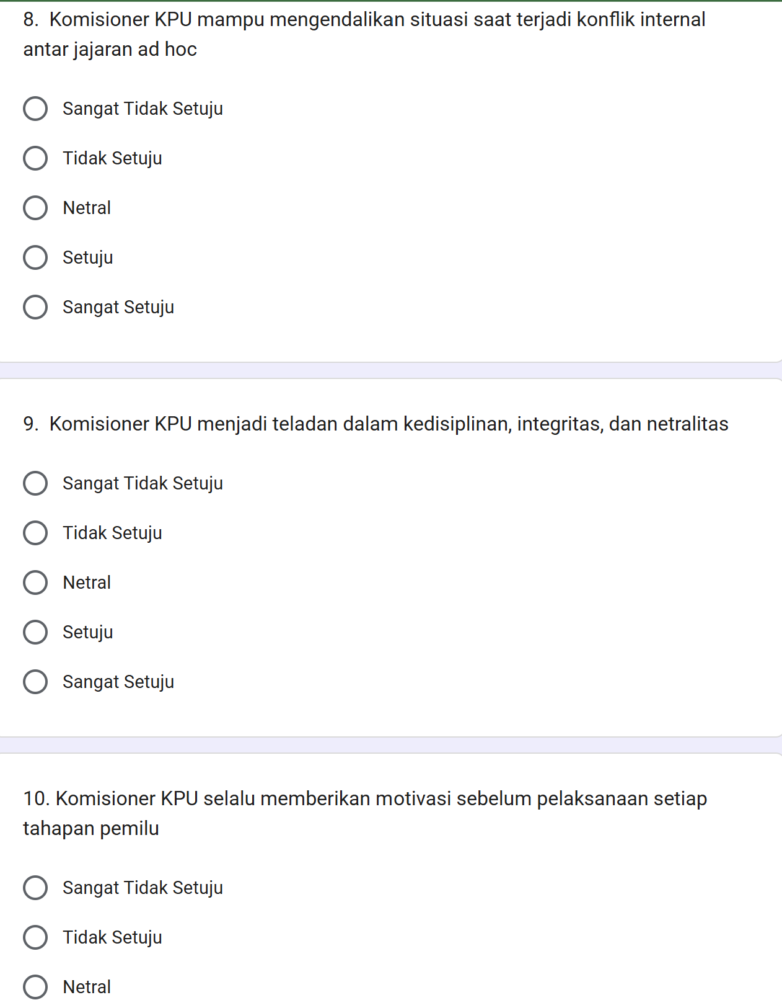 8. Komisioner KPU mampu mengendalikan situasi saat terjadi konflik internal
antar jajaran ad hoc
Sangat Tidak Setuju
Tidak Setuju
Netral
Setuju
Sangat Setuju
9. Komisioner KPU menjadi teladan dalam kedisiplinan, integritas, dan netralitas
Sangat Tidak Setuju
Tidak Setuju
Netral
Setuju
Sangat Setuju
10. Komisioner KPU selalu memberikan motivasi sebelum pelaksanaan setiap
tahapan pemilu
Sangat Tidak Setuju
Tidak Setuju
Netral